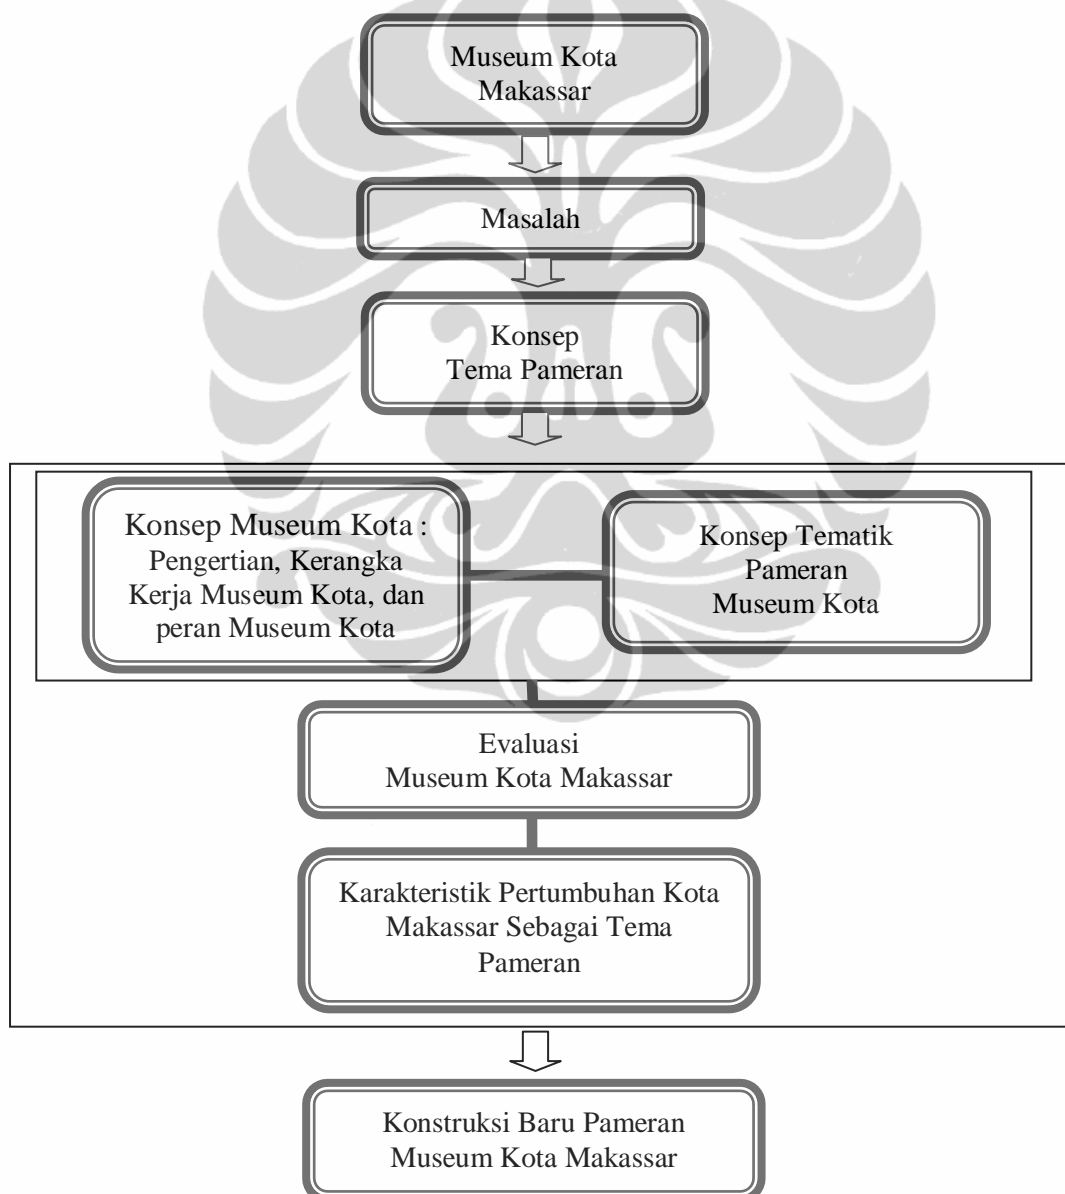 Museum Kota
Makassar
Masalah
Konsep
Tema Pameran
Konsep Museum Kota :
Pengertian, Kerangka
Kerja Museum Kota, dan
peran Museum Kota
Konsep Tematik
Pameran
Museum Kota
Evaluasi
Museum Kota Makassar
Karakteristik Pertumbuhan Kota
Makassar Sebagai Tema
Pameran
Konstruksi Baru Pameran
Museum Kota Makassar